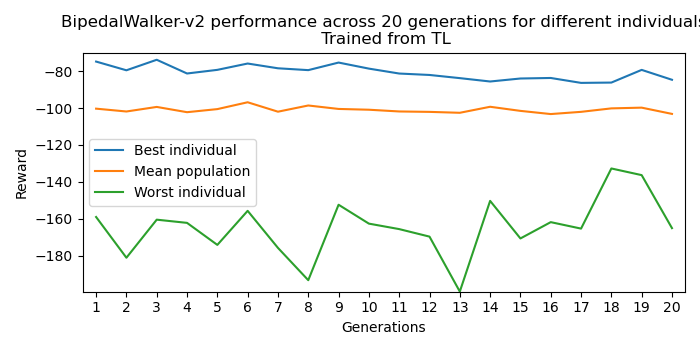 BipedalWalker-v2 performance across 20 generations for different individuals
Trained from TL
Reward
−80
−100
−120
−140
−160
−180
Best individual
Mean population
Worst individual
1 2 3 4 5 6 7 8 9 10 11 12 13 14 15 16 17 18 19 20
Generations